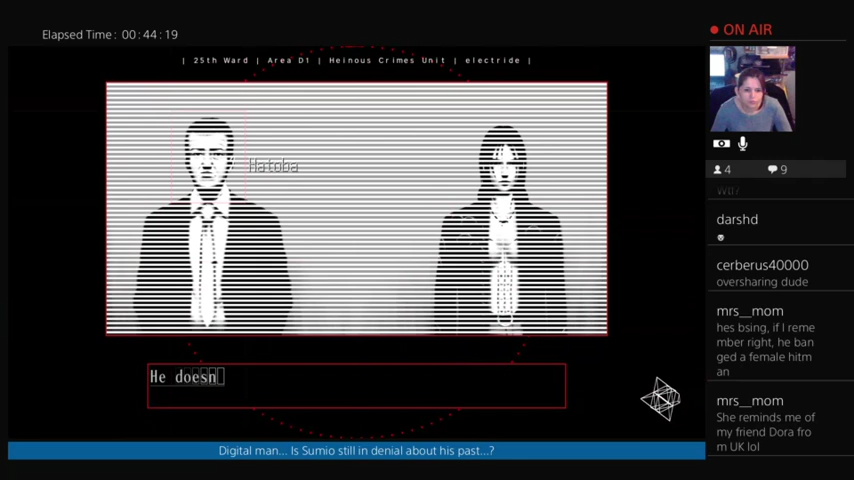 Elapsed Time : 00:44:19
ON AIR
| 25th Ward | Area D1 | Heinous Crimes Unit | electride |
Hatoba
4
9
darshd
cerberus40000
oversharing dude
mrs__mom
hes bsing, if I reme
mber right, he ban
ged a female hitm
an
mrs__mom
She reminds me of
my friend Dora fro
m UK lol
He doesn
Digital man... Is Sumio still in denial about his past...?